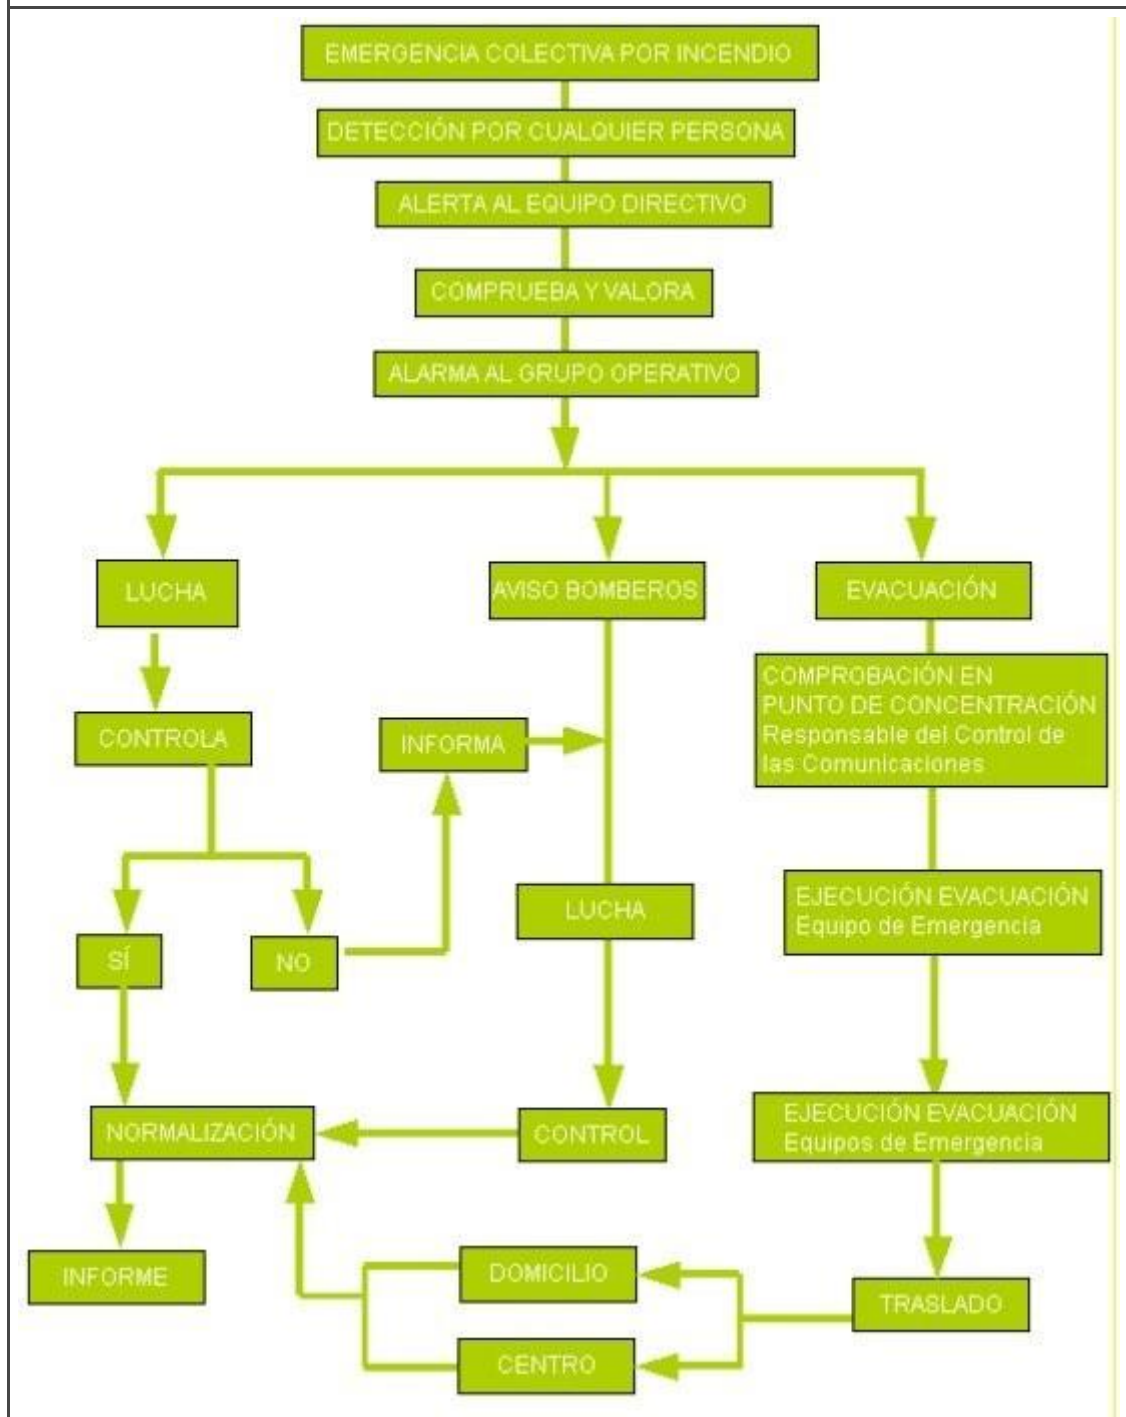 EMERGENCIA COLECTIVA POR INCENDIO
DETECCIÓN POR CUALQUIER PERSONA
ALERTA AL EQUIPO DIRECTIVO
COMPRUEBA Y VALORA
ALARMA AL GRUPO OPERATIVO
LUCHA
AVISO BOMBEROS
EVACUACIÓN
COMPROBACIÓN EN
PUNTO DE CONCENTRACIÓN
Responsable del Control de
las Comunicaciones
CONTROLA
INFORMA
EJECUCIÓN EVACUACIÓN
Equipo de Emergencia
LUCHA
SÍ
NO
NORMALIZACIÓN
CONTROL
EJECUCIÓN EVACUACIÓN
Equipos de Emergencia
INFORME
DOMICILIO
TRASLADO
CENTRO